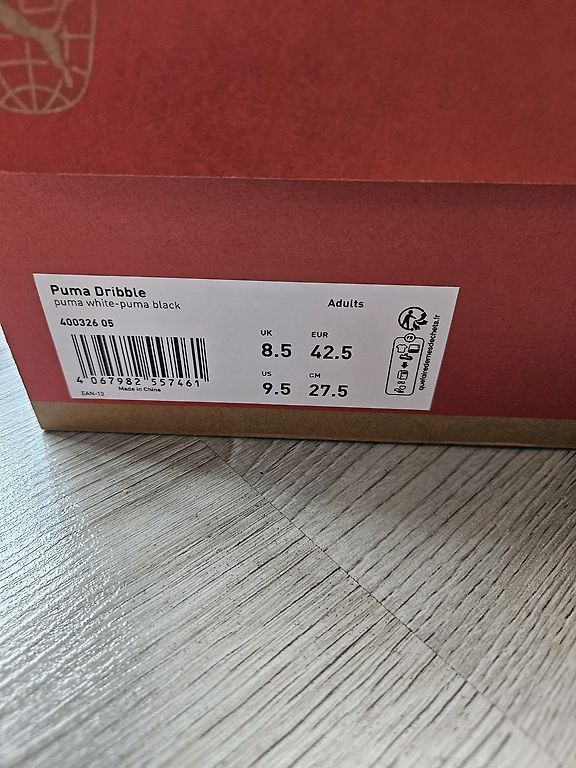 Puma Dribble
puma white-puma black
Adults
400326 05
UK
8.5
EUR
42.5
US
9.5
CM
27.5
4 067982 557461
Made in China
EAN-13
quefairedemesdechets.fr